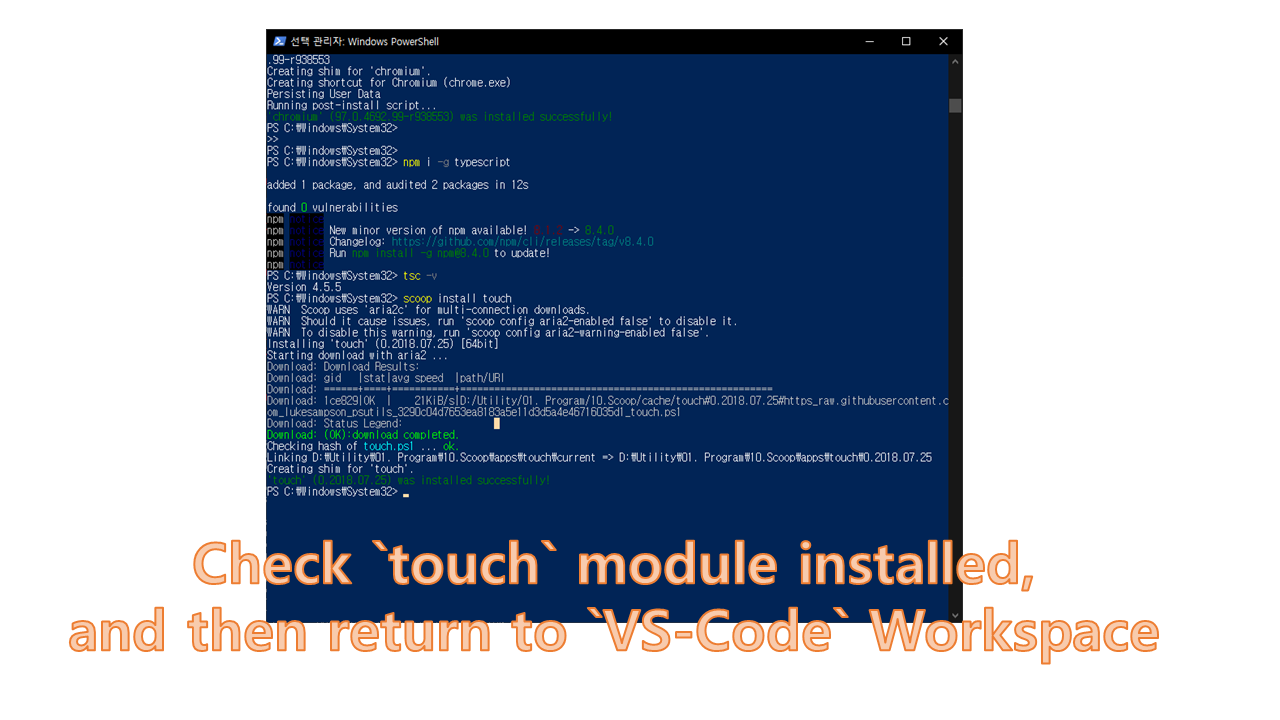 선택 관리자: Windows PowerShell
.99-r938553
Creating shim for 'chromium'.
Creating shortcut for Chromium (chrome.exe)
Persisting User Data
Running post-install script...
'chromium' (97.0.4692.99-r938553) was installed successfully!
PS C:₩Windows₩System32>
>>
PS C:₩Windows₩System32>
PS C:₩Windows₩System32> npm i -g typescript
added 1 package, and audited 2 packages in 12s
found 0 vulnerabilities
npm notice
npm notice New minor version of npm available! -> 8.4.0
npm notice Changelog: https://github.com/npm/cli/releases/tag/v8.4.0
npm notice Run npm install -g npm@8.4.0 to update!
npm notice
PS C:₩Windows₩System32> tsc -v
Version 4.5.5
PS C:₩Windows₩System32> scoop install touch
WARN  Scoop uses 'aria2c' for multi-connection downloads.
WARN  Should it cause issues, run 'scoop config aria2-enabled false' to disable it.
WARN  To disable this warning, run 'scoop config aria2-warning-enabled false'.
Installing 'touch' (0.2018.07.25) [64bit]
Starting download with aria2 ...
Download: Download Results:
Download: gid   |stat|avg speed  |path/URI
Download: ======+====+===========+=======================================================
Download: 1ce829|OK  |    21KiB/s|D:/Utility/01. Program/10.Scoop/cache/touch#0.2018.07.25#https_raw.githubusercontent.c
om_lukesampson_psutils_3290c04d7653ea8183a5e11d3d5a4e46716035d1_touch.ps1
Download: Status Legend:
Download: (OK):download completed.
Checking hash of touch.ps1 ... ok.
Linking D:₩Utility₩01. Program₩10.Scoop₩apps₩touch₩current => D:₩Utility₩01. Program₩10.Scoop₩apps₩touch₩0.2018.07.25
Creating shim for 'touch'.
'touch' (0.2018.07.25) was installed successfully!
PS C:₩Windows₩System32>
Check `touch` module installed,
and then return to `VS-Code` Workspace